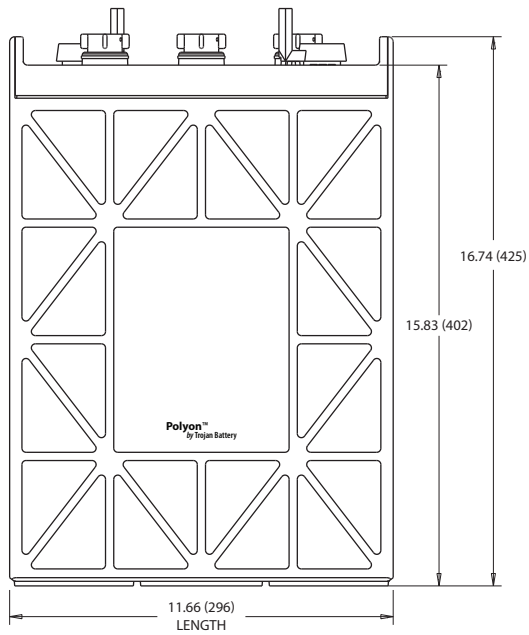 16.74 (425)
15.83 (402)
Polyon™
by Trojan Battery
11.66 (296)
LENGTH